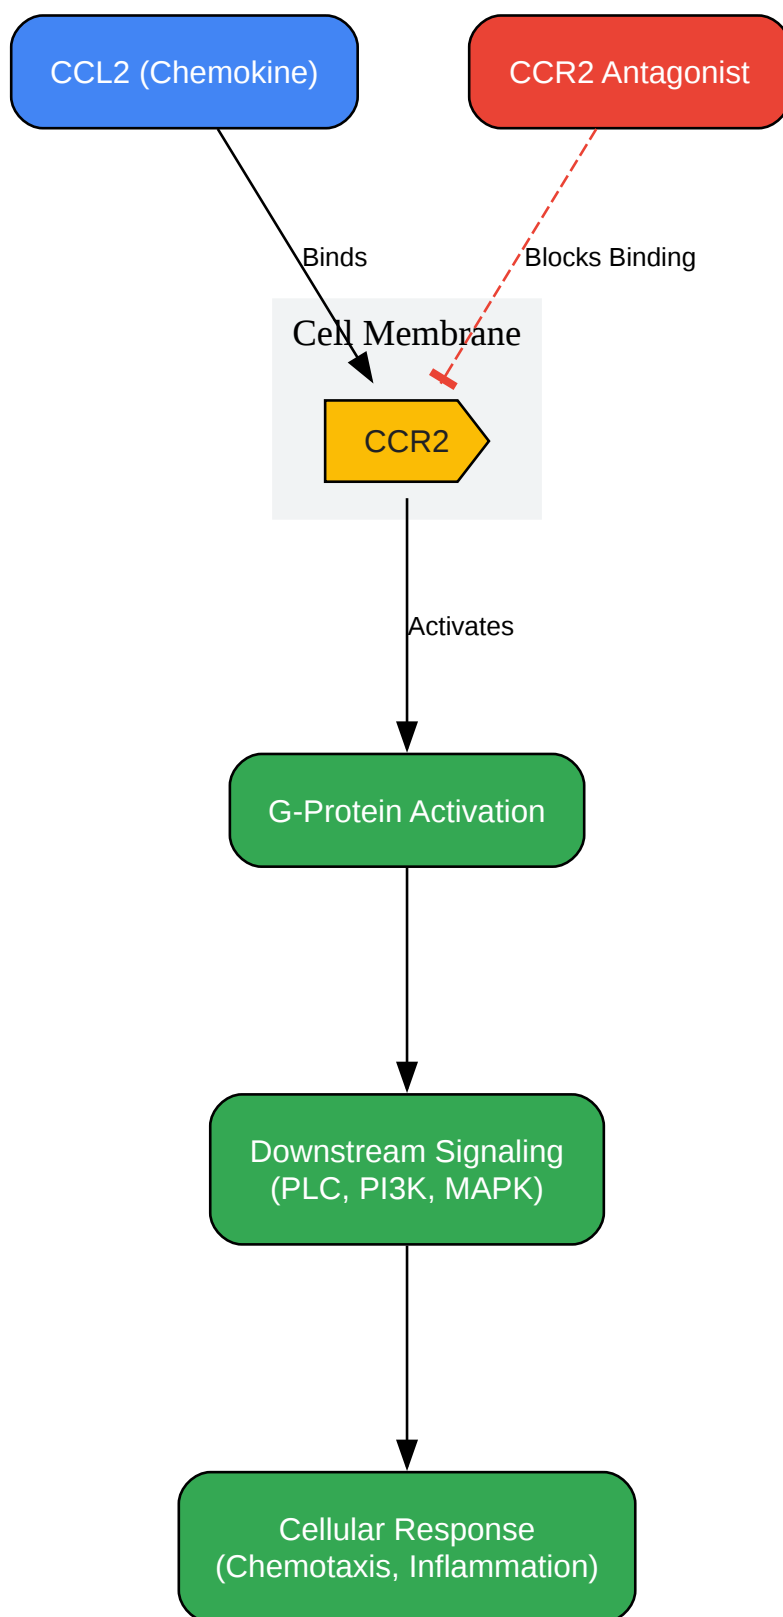 CCL2 (Chemokine)
CCR2 Antagonist
Binds
Blocks Binding
Cell Membrane
CCR2
Activates
G-Protein Activation
Downstream Signaling
(PLC, PI3K, MAPK)
Cellular Response
(Chemotaxis, Inflammation)